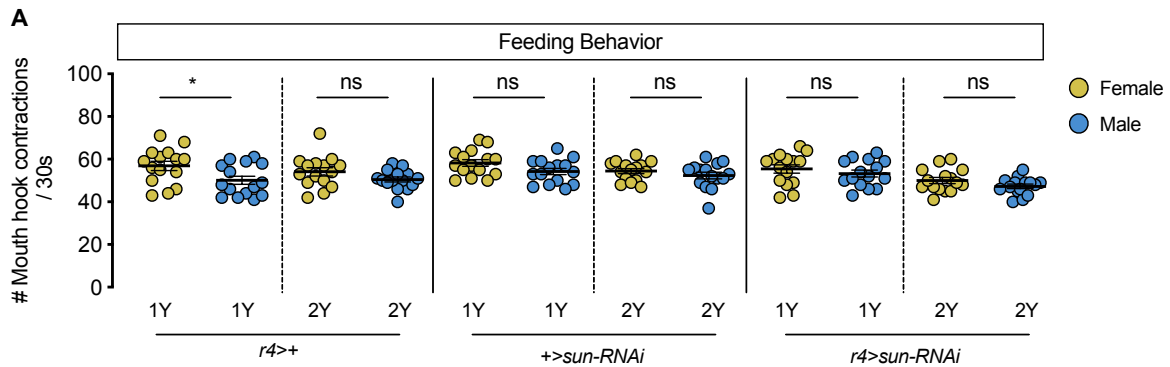 A
Feeding Behavior
# Mouth hook contractions
/ 30s
100
80
60
40
20
0
* ns ns ns ns ns
Female
Male
1Y 1Y 2Y 2Y 1Y 1Y 2Y 2Y 1Y 1Y 2Y 2Y
r4>+ +>sun-RNAi r4>sun-RNAi